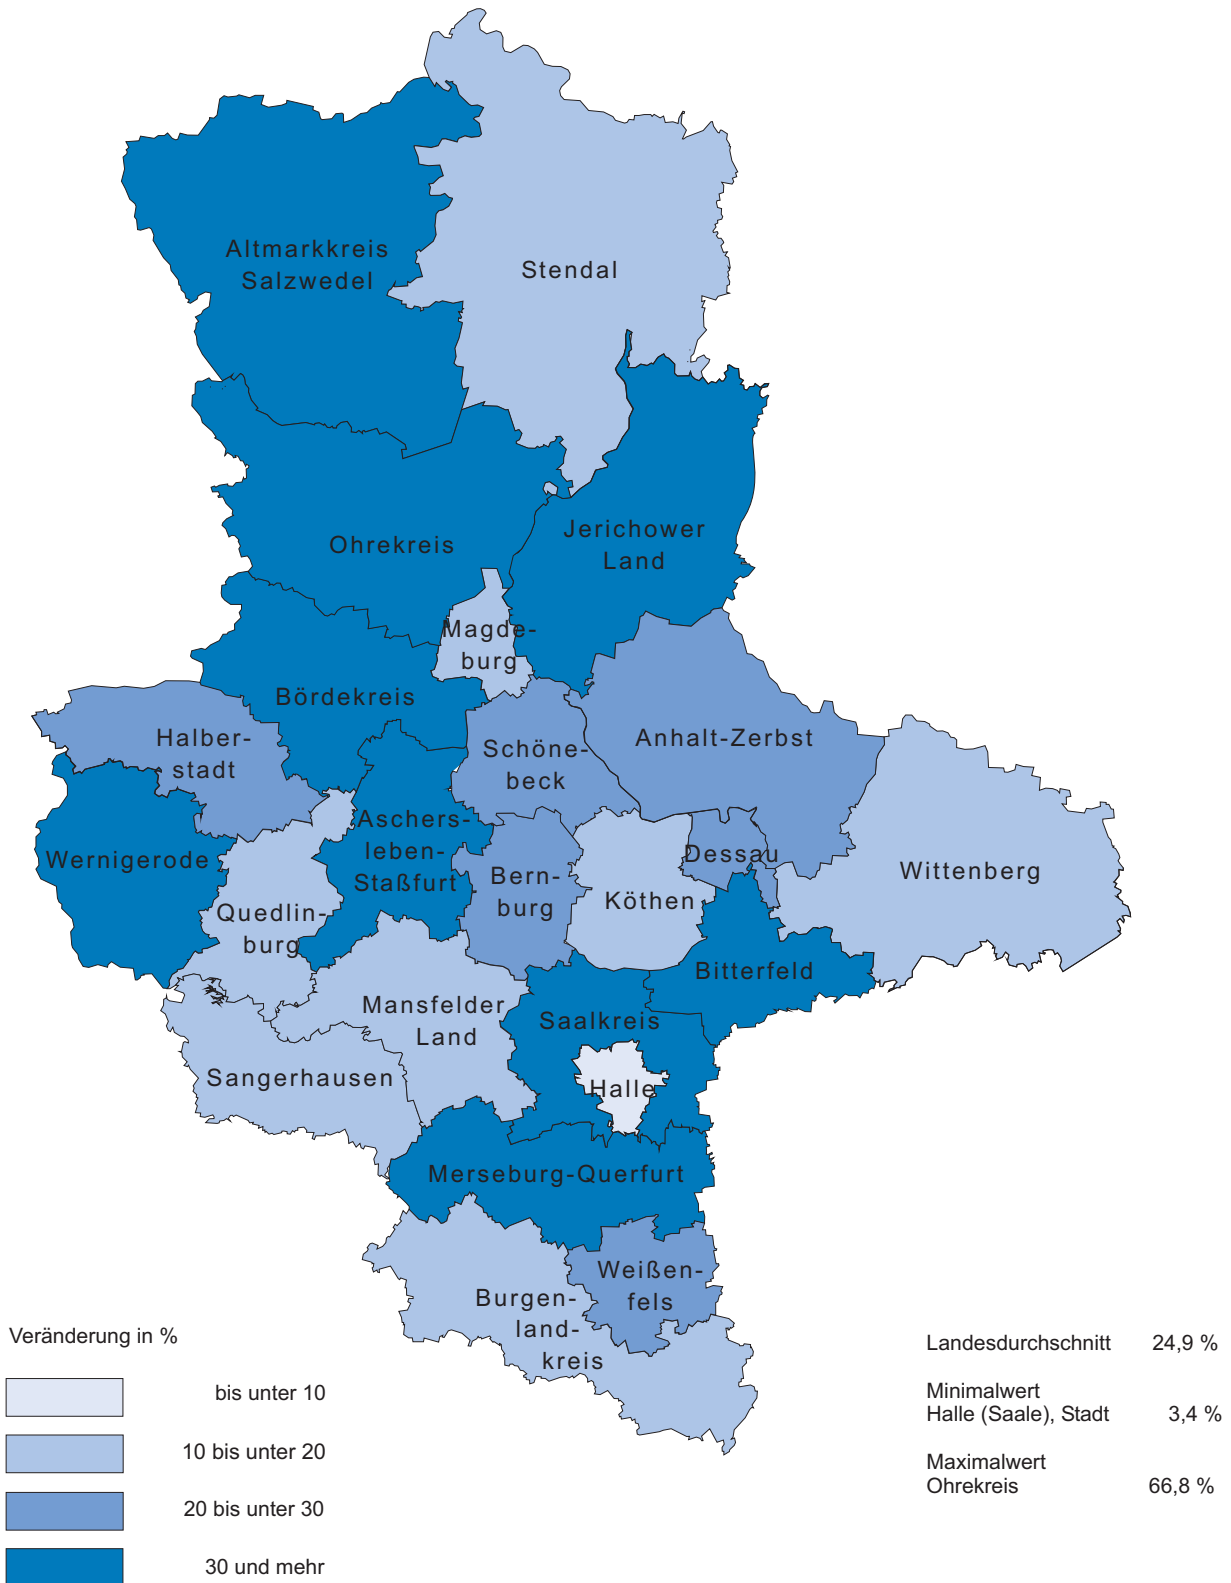 Altmarkkreis
Salzwedel
Stendal
Ohrekreis
Jerichower
Land
Magde-
burg
Bördekreis
Halber-
stadt
Schöne-
beck
Anhalt-Zerbst
Aschers-
leben-
Staßfurt
Wernigerode
Dessau
Wittenberg
Bern-
burg
Köthen
Quedlin-
burg
Bitterfeld
Mansfelder
Land
Saalkreis
Sangerhausen
Halle
Merseburg-Querfurt
Weißen-
fels
Burgen-
land-
kreis
Veränderung in %
bis unter 10
10 bis unter 20
20 bis unter 30
30 und mehr
Landesdurchschnitt 24,9 %
Minimalwert
Halle (Saale), Stadt 3,4 %
Maximalwert
Ohrekreis 66,8 %